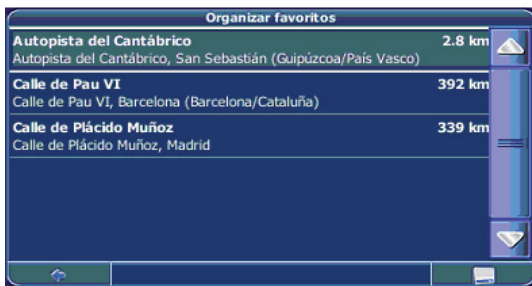 Organizar favoritos
Autopista del Cantábrico 2.8 km
Autopista del Cantábrico, San Sebastián (Guipúzcoa/País Vasco)
Calle de Pau VI 392 km
Calle de Pau VI, Barcelona (Barcelona/Cataluña)
Calle de Plácido Muñoz 339 km
Calle de Plácido Muñoz, Madrid